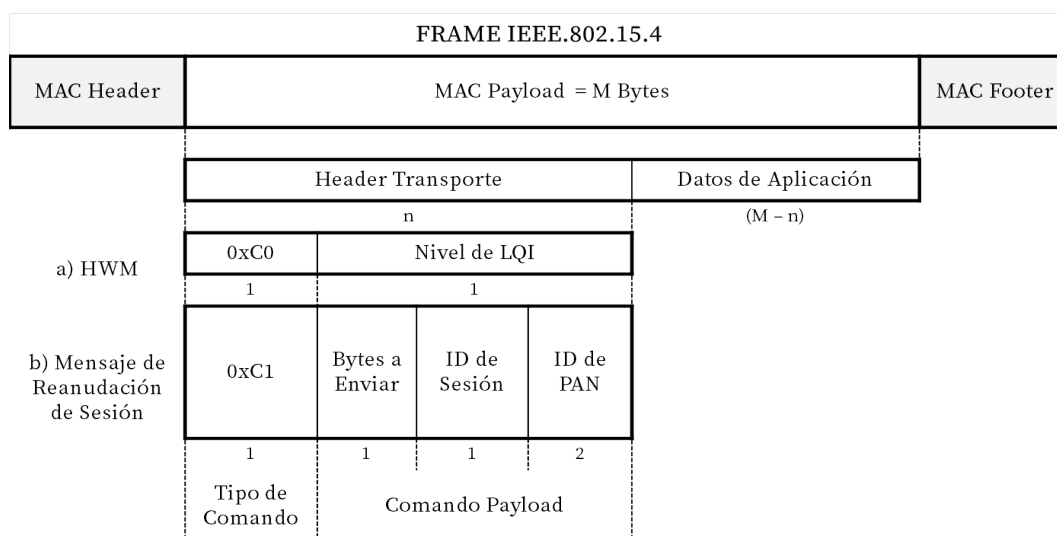 FRAME IEEE.802.15.4
MAC Header
MAC Payload = M Bytes
MAC Footer
Header Transporte
Datos de Aplicación
n
(M – n)
a) HWM
0xC0
Nivel de LQI
1
1
b) Mensaje de
Reanudación
de Sesión
0xC1
Bytes a
Enviar
ID de
Sesión
ID de
PAN
1
1
1
2
Tipo de
Comando
Comando Payload